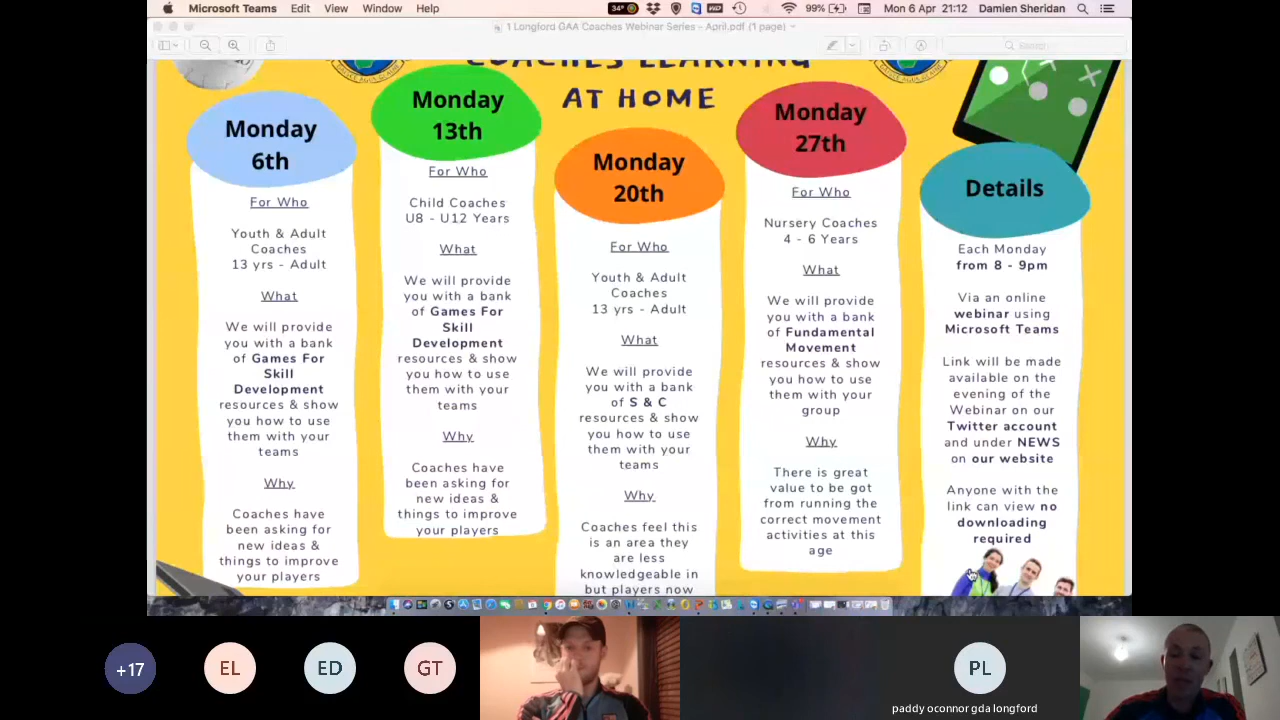 Microsoft Teams Edit View Window Help
34° 99% Mon 6 Apr 21:12 Damien Sheridan
1 Longford GAA Coaches Webinar Series - April.pdf (1 page)
Search
COACHES LEARNING
AT HOME
Monday
6th
For Who
Youth & Adult
Coaches
13 yrs - Adult
What
We will provide
you with a bank
of Games For
Skill
Development
resources & show
you how to use
them with your
teams
Why
Coaches have
been asking for
new ideas &
things to improve
your players
Monday
13th
For Who
Child Coaches
U8 - U12 Years
What
We will provide
you with a bank
of Games For
Skill
Development
resources & show
you how to use
them with your
teams
Why
Coaches have
been asking for
new ideas &
things to improve
your players
Monday
20th
For Who
Youth & Adult
Coaches
13 yrs - Adult
What
We will provide
you with a bank
of S & C
resources & show
you how to use
them with your
teams
Why
Coaches feel this
is an area they
are less
knowledgeable in
but players now
Monday
27th
For Who
Nursery Coaches
4 - 6 Years
What
We will provide
you with a bank
of Fundamental
Movement
resources & show
you how to use
them with your
group
Why
There is great
value to be got
from running the
correct movement
activities at this
age
Details
Each Monday
from 8 - 9pm
Via an online
webinar using
Microsoft Teams
Link will be made
available on the
evening of the
Webinar on our
Twitter account
and under NEWS
on our website
Anyone with the
link can view no
downloading
required
+17
EL
ED
GT
PL
paddy oconnor gda longford